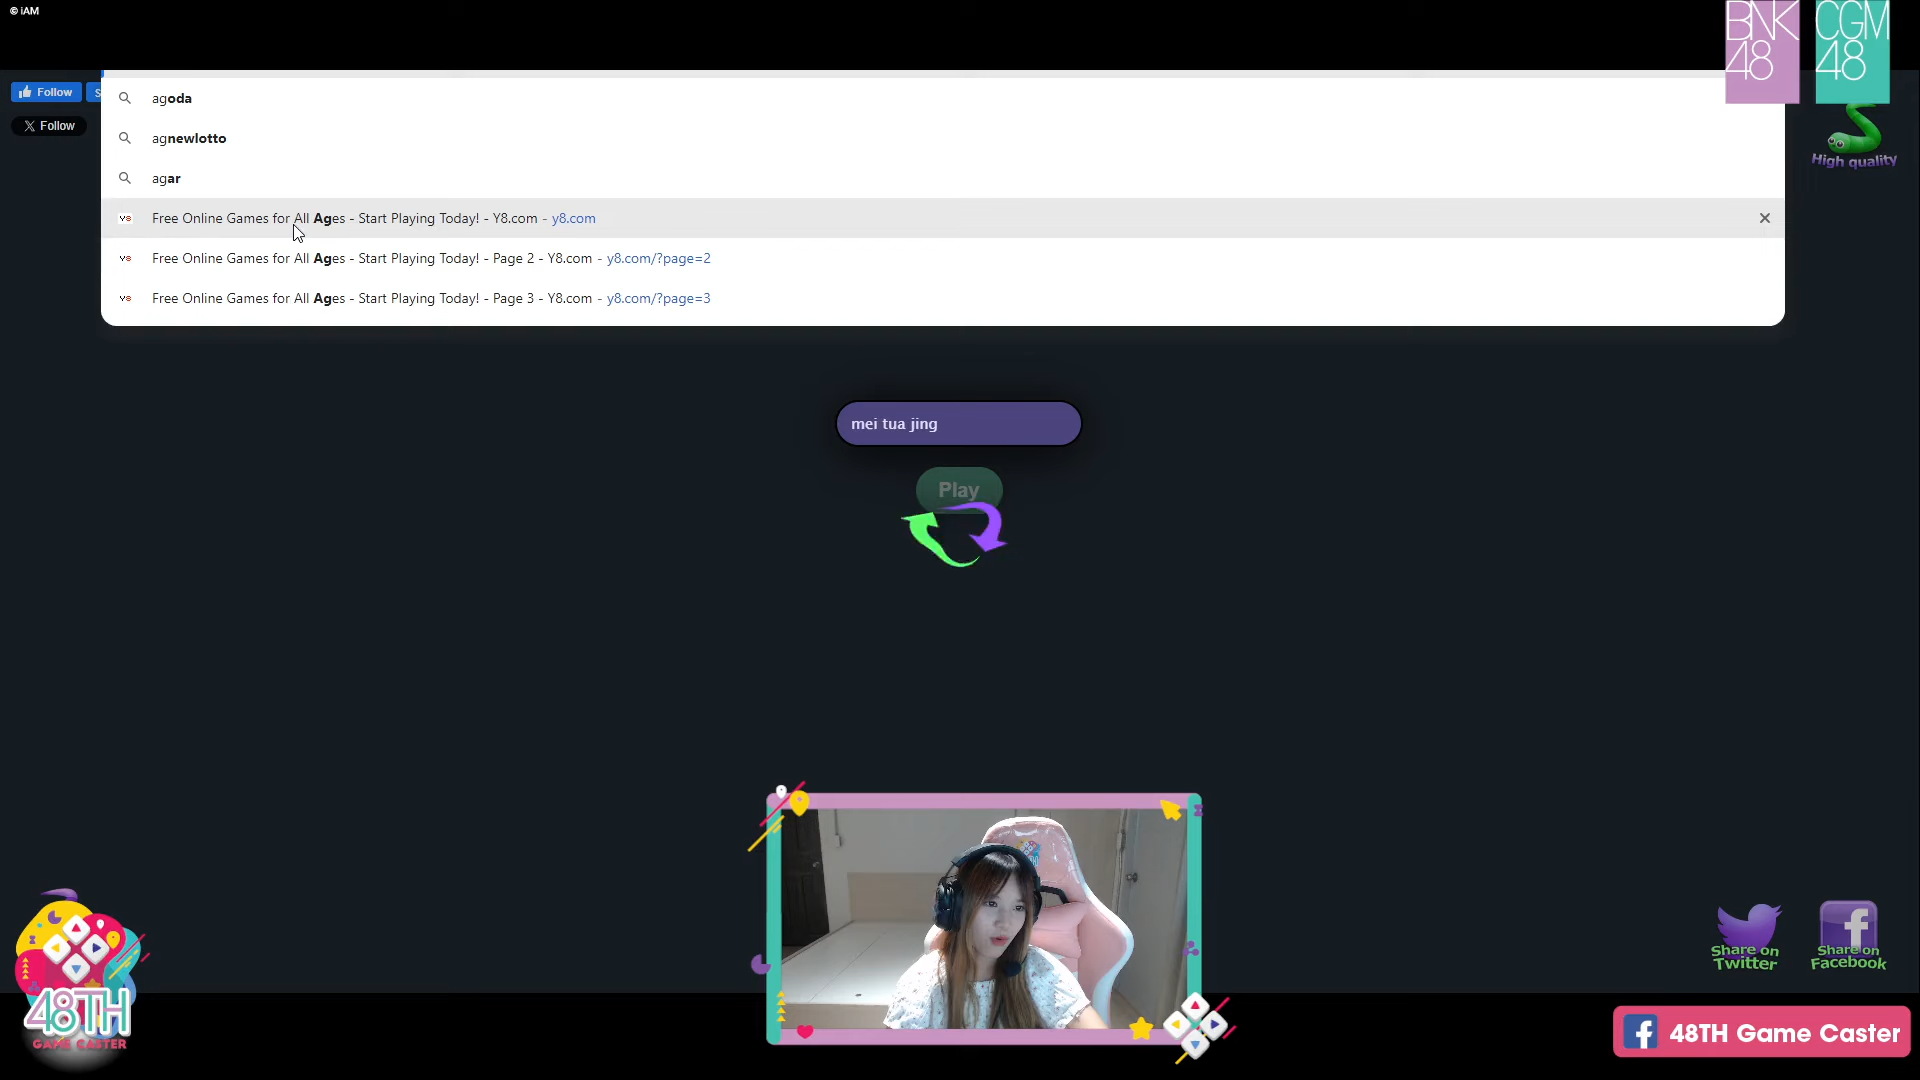 © iAM
BNK
48
CGM
48
Follow
S
Follow
agoda
agnewlotto
agar
Free Online Games for All Ages - Start Playing Today! - Y8.com - y8.com
Free Online Games for All Ages - Start Playing Today! - Page 2 - Y8.com - y8.com/?page=2
Free Online Games for All Ages - Start Playing Today! - Page 3 - Y8.com - y8.com/?page=3
High quality
mei tua jing
Play
Share on
Twitter
Share on
Facebook
48TH
GAME CASTER
48TH Game Caster